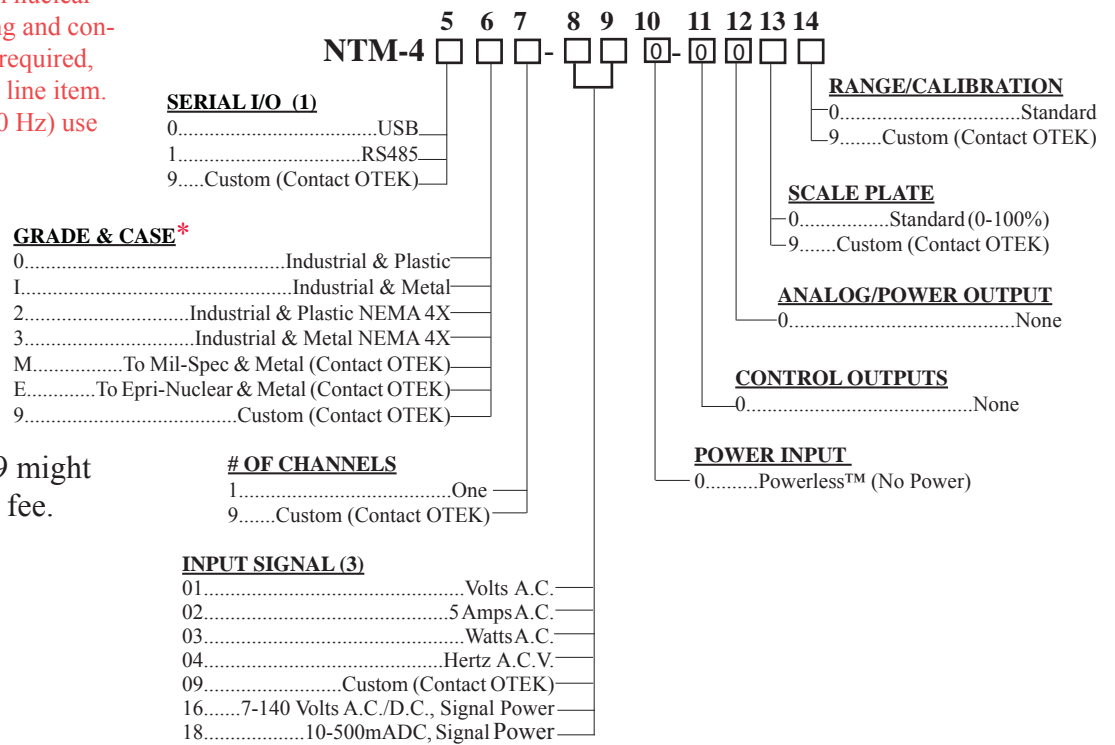 nuclear
ng and con-
required,
line item.
0 Hz) use
5 6 7 8 9 10 11 12 13 14
NTM-4 □ □ □ - □ □ 0 - 0 0 □ □
SERIAL I/O (1)
0...................................USB
1................................RS485
9.....Custom (Contact OTEK)
GRADE & CASE*
0.............................................Industrial & Plastic
I..............................................Industrial & Metal
2.............................Industrial & Plastic NEMA 4X
3..............................Industrial & Metal NEMA 4X
M................To Mil-Spec & Metal (Contact OTEK)
E............To Epri-Nuclear & Metal (Contact OTEK)
9.....................................Custom (Contact OTEK)
9 might
fee.
# OF CHANNELS
1.....................................One
9.......Custom (Contact OTEK)
INPUT SIGNAL (3)
01.............................................Volts A.C.
02...........................................5 Amps A.C.
03.............................................Watts A.C.
04..........................................Hertz A.C.V.
09........................Custom (Contact OTEK)
16.......7-140 Volts A.C./D.C., Signal Power
18..................10-500mADC, Signal Power
RANGE/CALIBRATION
0................................Standard
9........Custom (Contact OTEK)
SCALE PLATE
0...............Standard (0-100%)
9.......Custom (Contact OTEK)
ANALOG/POWER OUTPUT
0.......................................None
CONTROL OUTPUTS
0.......................................None
POWER INPUT
0..........Powerless™ (No Power)